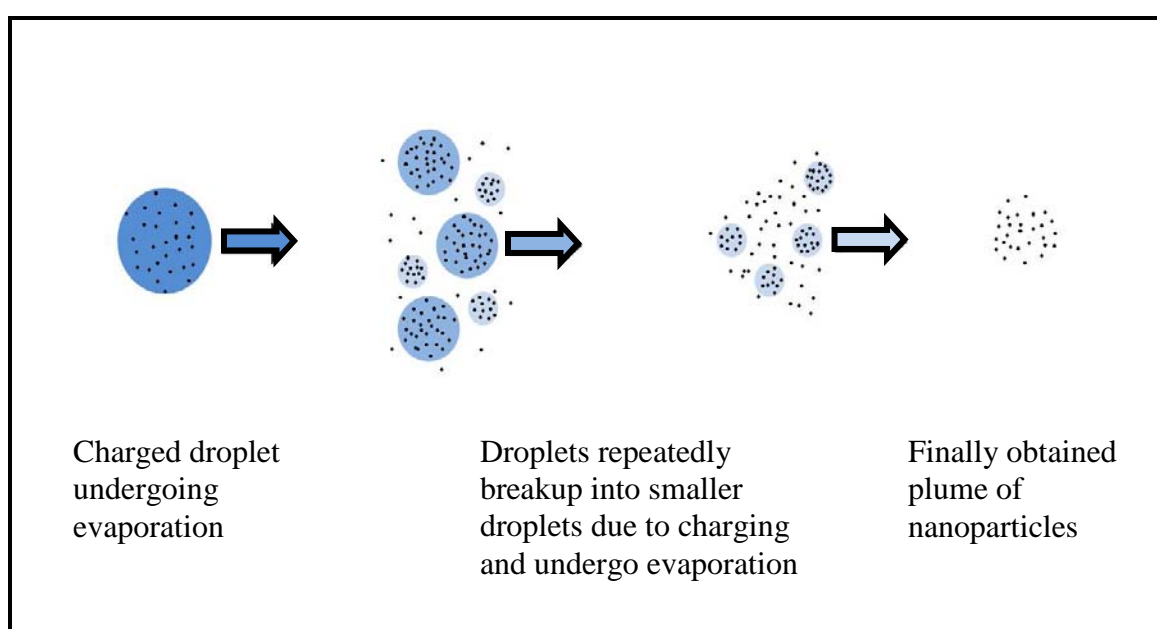 Charged droplet
undergoing
evaporation
Droplets repeatedly
breakup into smaller
droplets due to charging
and undergo evaporation
Finally obtained
plume of
nanoparticles